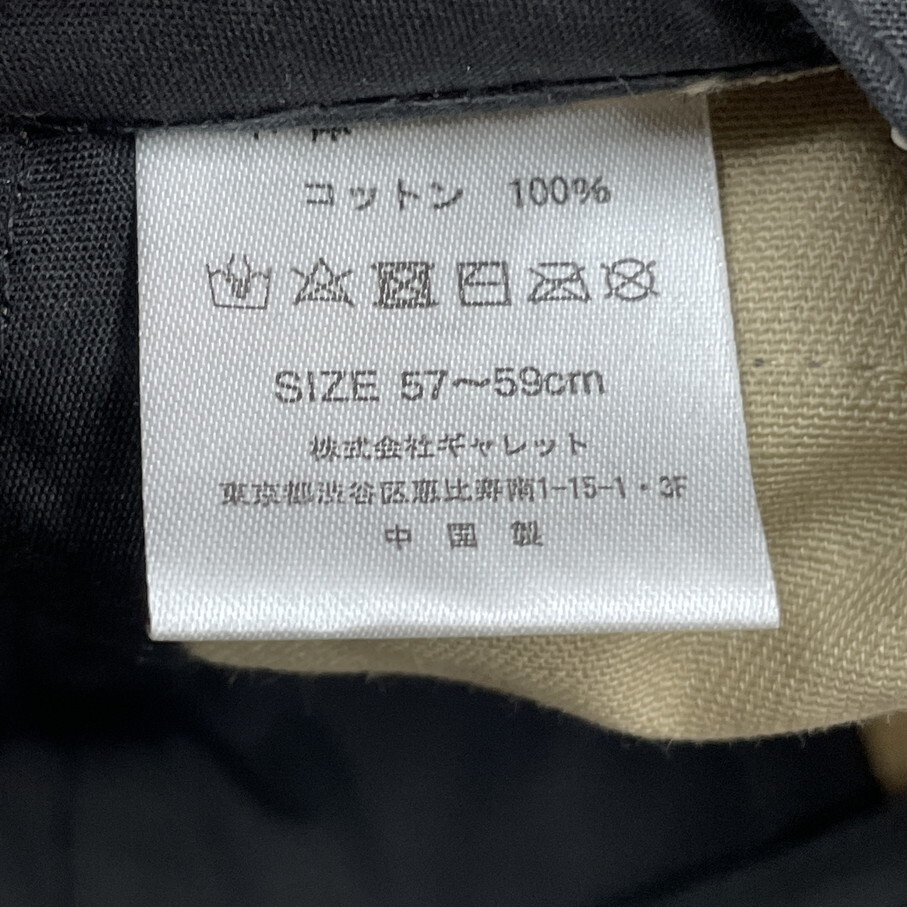 コットン 100%
SIZE 57〜59cm
株式会社ギャレット
東京都渋谷区恵比寿南1-15-1・3F
中国製